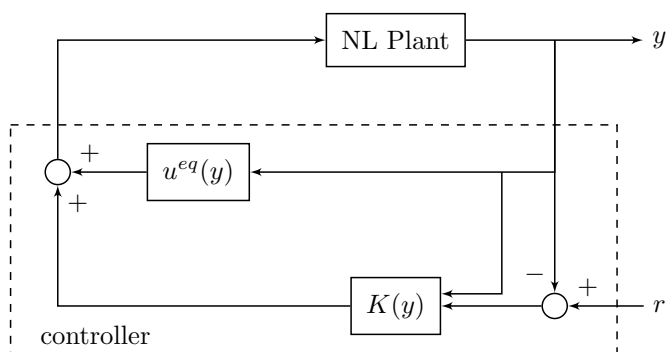 NL Plant
y
+
u^{eq}(y)
+
−
+
K(y)
r
controller